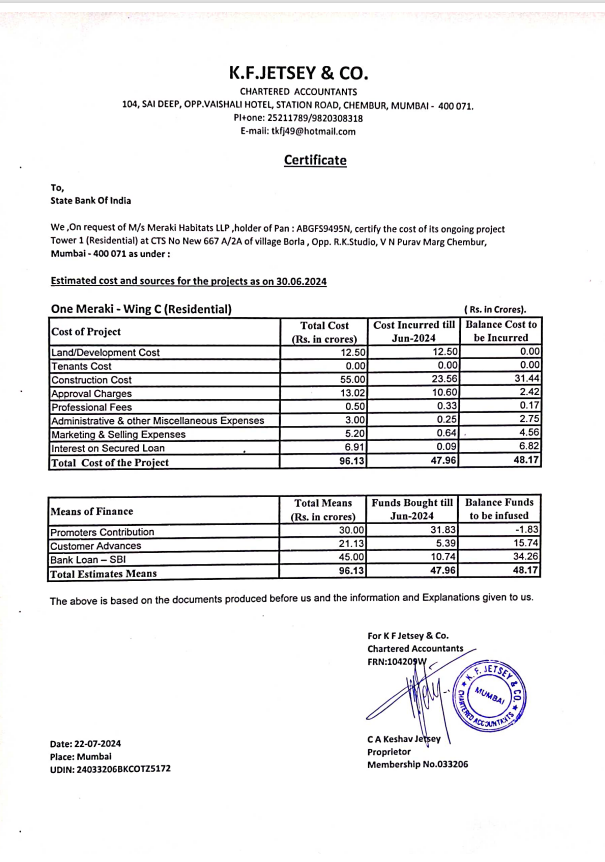 K.F.JETSEY & CO.
CHARTERED ACCOUNTANTS
104, SAI DEEP, OPP.VAISHALI HOTEL, STATION ROAD, CHEMBUR, MUMBAI - 400 071.
Pl+one: 25211789/9820308318
E-mail: tkfj49@hotmail.com
Certificate
To,
State Bank Of India
We ,On request of M/s Meraki Habitats LLP ,holder of Pan : ABGFS9495N, certify the cost of its ongoing project
Tower 1 (Residential) at CTS No New 667 A/2A of village Borla , Opp. R.K.Studio, V N Purav Marg Chembur,
Mumbai - 400 071 as under :
Estimated cost and sources for the projects as on 30.06.2024
One Meraki - Wing C (Residential) ( Rs. in Crores).
Cost of Project Total Cost (Rs. in crores) Cost Incurred till Jun-2024 Balance Cost to be Incurred
Land/Development Cost 12.50 12.50 0.00
Tenants Cost 0.00 0.00 0.00
Construction Cost 55.00 23.56 31.44
Approval Charges 13.02 10.60 2.42
Professional Fees 0.50 0.33 0.17
Administrative & other Miscellaneous Expenses 3.00 0.25 2.75
Marketing & Selling Expenses 5.20 0.64 4.56
Interest on Secured Loan 6.91 0.09 6.82
Total Cost of the Project 96.13 47.96 48.17
Means of Finance Total Means (Rs. in crores) Funds Bought till Jun-2024 Balance Funds to be infused
Promoters Contribution 30.00 31.83 -1.83
Customer Advances 21.13 5.39 15.74
Bank Loan – SBI 45.00 10.74 34.26
Total Estimates Means 96.13 47.96 48.17
The above is based on the documents produced before us and the information and Explanations given to us.
For K F Jetsey & Co.
Chartered Accountants
FRN:104209W
K. F. JETSEY & CO.
MUMBAI
CHARTERED ACCOUNTANTS
C A Keshav Jetsey
Proprietor
Membership No.033206
Date: 22-07-2024
Place: Mumbai
UDIN: 24033206BKCOTZ5172